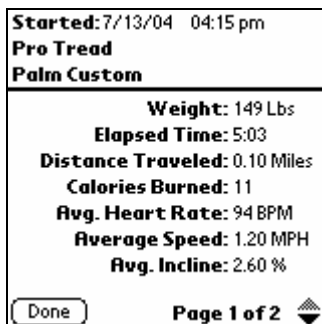 Started: 7/13/04 04:15 pm
Pro Tread
Palm Custom
Weight: 149 Lbs
Elapsed Time: 5:03
Distance Traveled: 0.10 Miles
Calories Burned: 11
Avg. Heart Rate: 94 BPM
Average Speed: 1.20 MPH
Avg. Incline: 2.60 %
Done Page 1 of 2